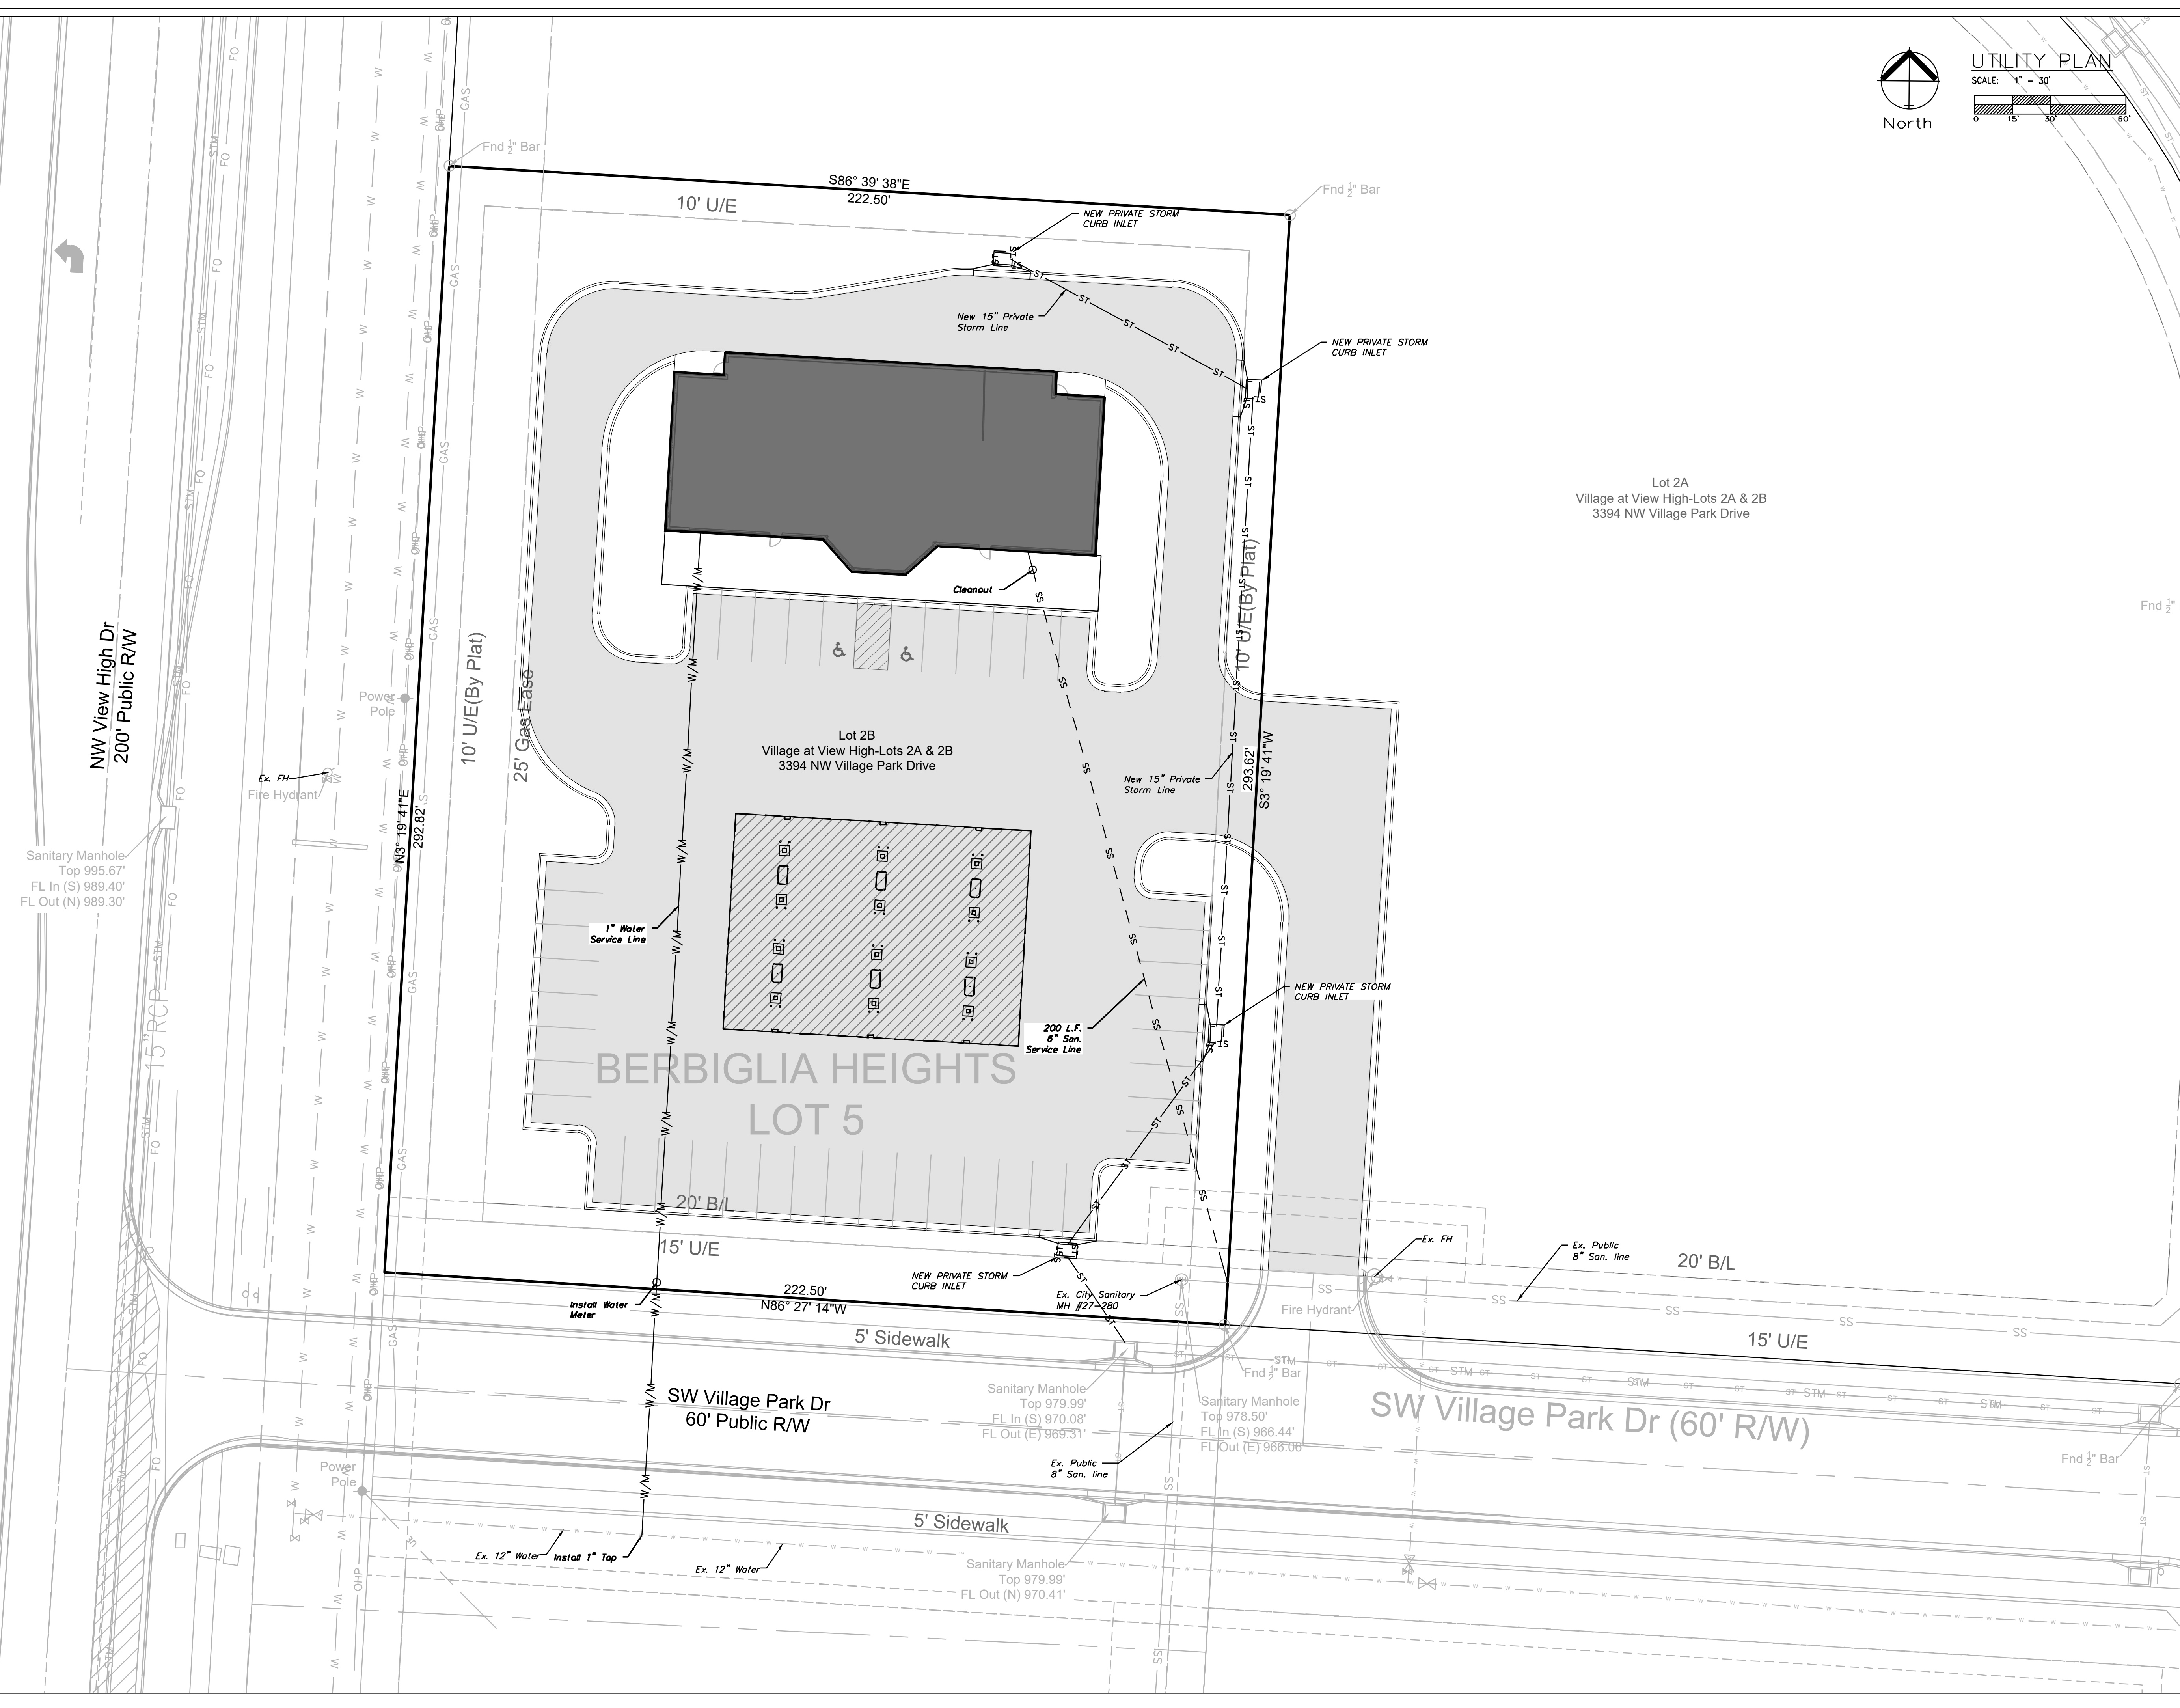 UTILITY PLAN
SCALE: 1" = 30'
0 15' 30' 60'
North
Fnd ½" Bar
S86° 39' 38"E
222.50'
10' U/E
Fnd ½" Bar
NEW PRIVATE STORM
CURB INLET
New 15" Private
Storm Line
NEW PRIVATE STORM
CURB INLET
Lot 2A
Village at View High-Lots 2A & 2B
3394 NW Village Park Drive
Cleanout
Fnd ½"
10' U/E(By Plat)
NW View High Dr
200' Public R/W
10' U/E(By Plat)
25' Gas Ease
Power
Pole
Lot 2B
Village at View High-Lots 2A & 2B
3394 NW Village Park Drive
New 15" Private
Storm Line
293.62'
S3° 19' 41"W
Ex. FH
Fire Hydrant
N3° 19' 41"E
292.82'
Sanitary Manhole
Top 995.67'
FL In (S) 989.40'
FL Out (N) 989.30'
1" Water
Service Line
NEW PRIVATE STORM
CURB INLET
200 L.F.
6" San.
Service Line
15" RCP
BERBIGLIA HEIGHTS
LOT 5
20' B/L
15' U/E
NEW PRIVATE STORM
CURB INLET
Ex. FH
Ex. Public
8" San. line
20' B/L
Install Water
Meter
222.50'
N86° 27' 14"W
Ex. City Sanitary
MH #27-280
Fire Hydrant
5' Sidewalk
15' U/E
Fnd ½" Bar
SW Village Park Dr
60' Public R/W
Sanitary Manhole
Top 979.99'
FL In (S) 970.08'
FL Out (E) 969.31'
Sanitary Manhole
Top 978.50'
FL In (S) 966.44'
FL Out (E) 966.06'
SW Village Park Dr (60' R/W)
Ex. Public
8" San. line
Fnd ½" Bar
Power
Pole
5' Sidewalk
Ex. 12" Water
Install 1" Tap
Ex. 12" Water
Sanitary Manhole
Top 979.99'
FL Out (N) 970.41'